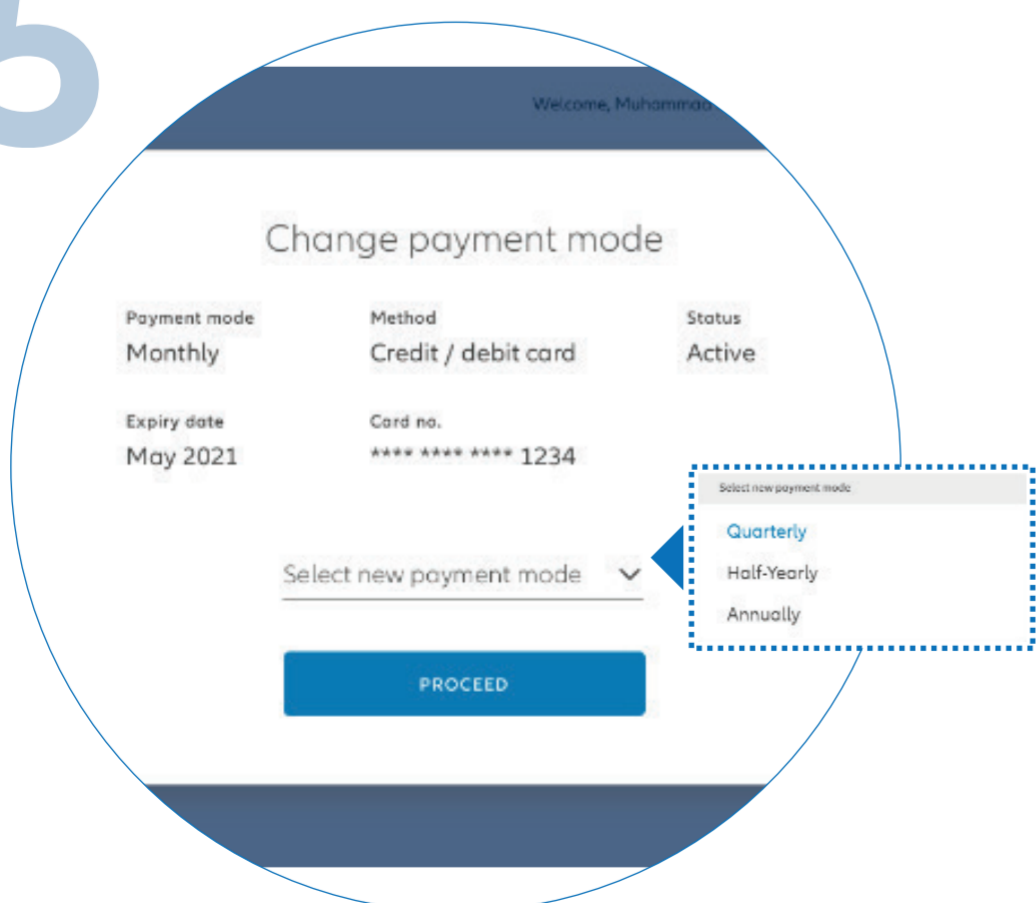 Welcome, Muhammad
Change payment mode
Payment mode Method Status
Monthly Credit / debit card Active
Expiry date Card no.
May 2021 **** **** **** 1234
Select new payment mode
Quarterly
Half-Yearly
Annually
Select new payment mode
PROCEED